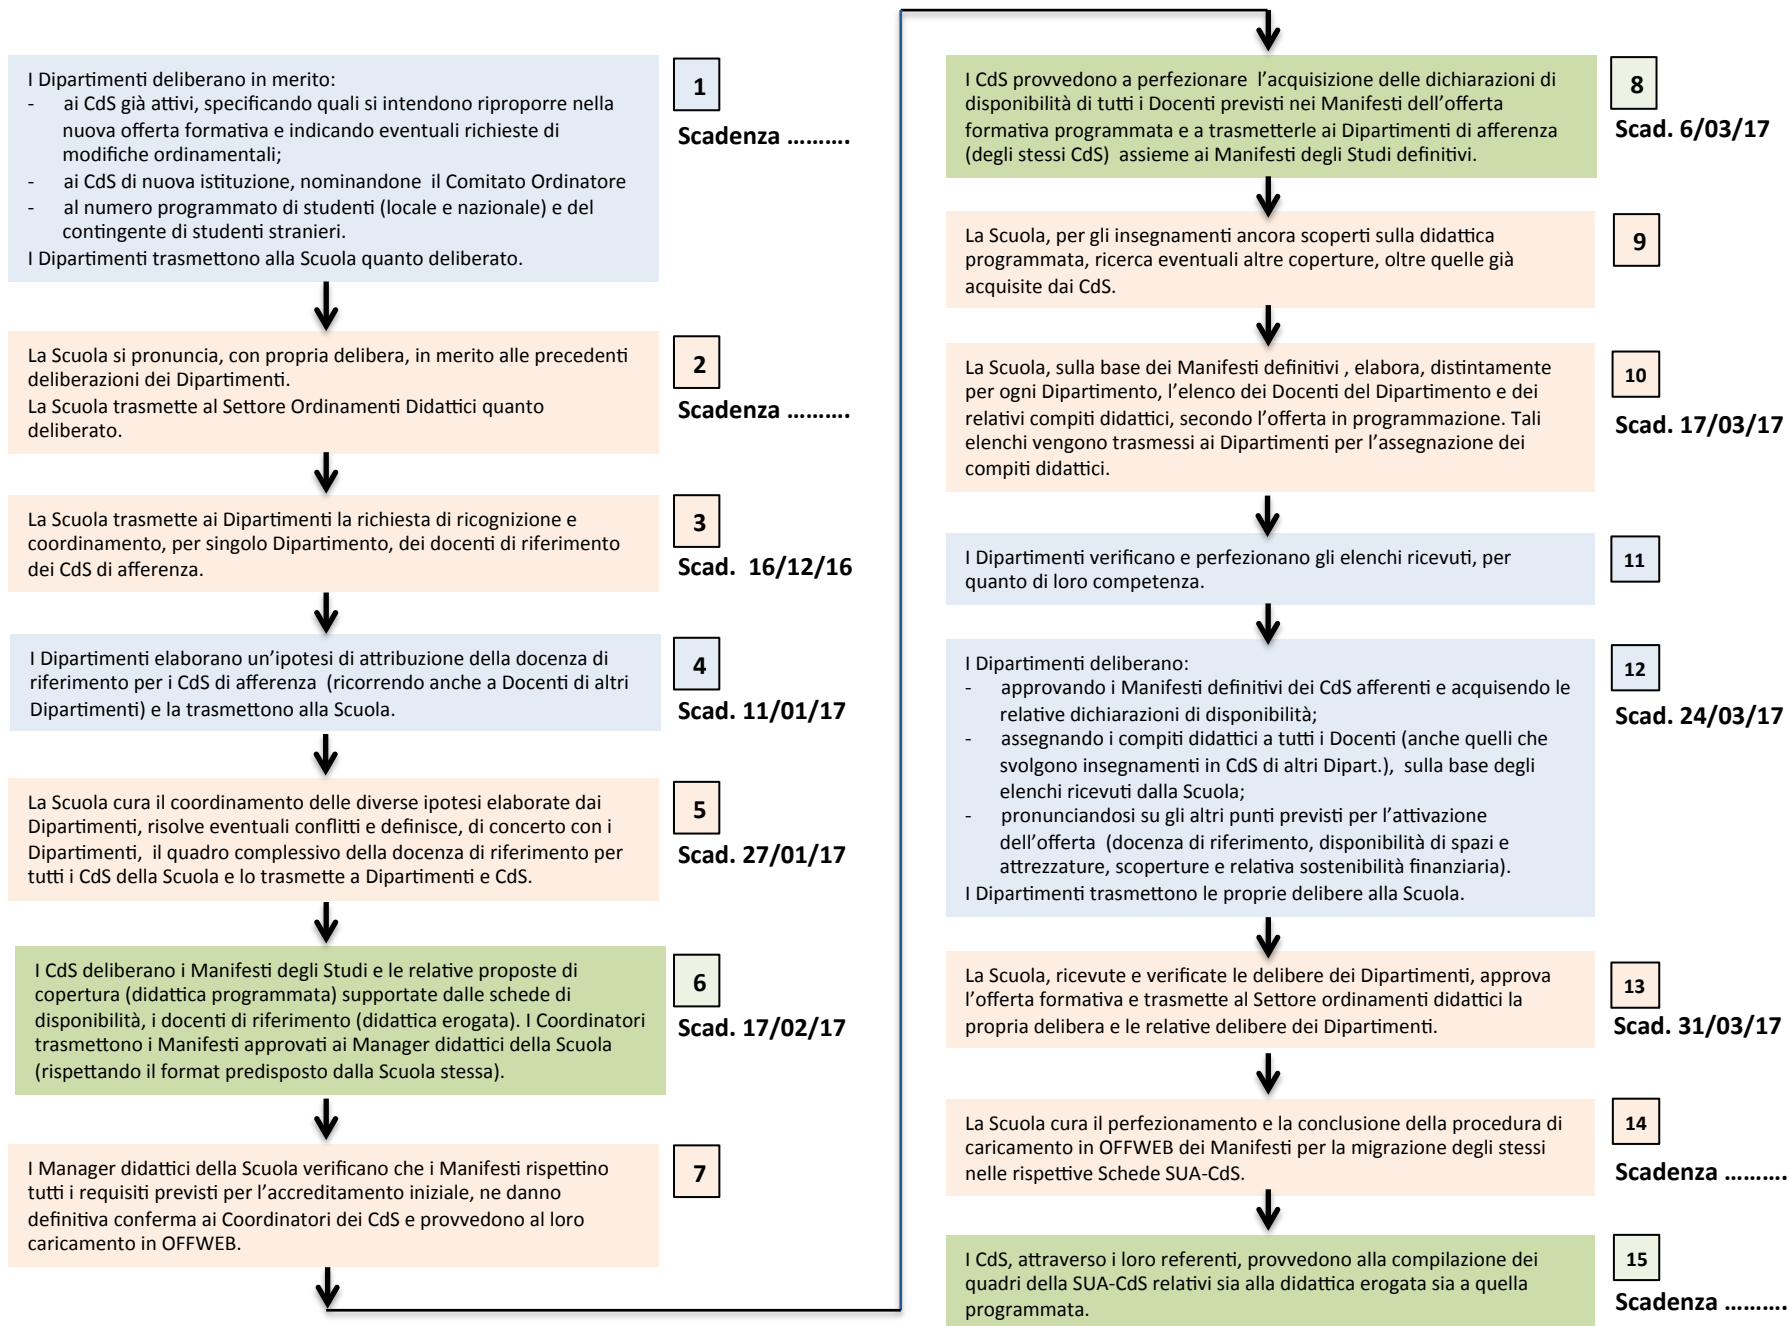 I Dipartimenti deliberano in merito:
- ai CdS già attivi, specificando quali si intendono riproporre nella
nuova offerta formativa e indicando eventuali richieste di
modifiche ordinamentali;
- ai CdS di nuova istituzione, nominandone il Comitato Ordinatore
- al numero programmato di studenti (locale e nazionale) e del
contingente di studenti stranieri.
I Dipartimenti trasmettono alla Scuola quanto deliberato.
1
Scadenza ..........
La Scuola si pronuncia, con propria delibera, in merito alle precedenti
deliberazioni dei Dipartimenti.
La Scuola trasmette al Settore Ordinamenti Didattici quanto
deliberato.
2
Scadenza ..........
La Scuola trasmette ai Dipartimenti la richiesta di ricognizione e
coordinamento, per singolo Dipartimento, dei docenti di riferimento
dei CdS di afferenza.
3
Scad. 16/12/16
I Dipartimenti elaborano un'ipotesi di attribuzione della docenza di
riferimento per i CdS di afferenza (ricorrendo anche a Docenti di altri
Dipartimenti) e la trasmettono alla Scuola.
4
Scad. 11/01/17
La Scuola cura il coordinamento delle diverse ipotesi elaborate dai
Dipartimenti, risolve eventuali conflitti e definisce, di concerto con i
Dipartimenti, il quadro complessivo della docenza di riferimento per
tutti i CdS della Scuola e lo trasmette a Dipartimenti e CdS.
5
Scad. 27/01/17
I CdS deliberano i Manifesti degli Studi e le relative proposte di
copertura (didattica programmata) supportate dalle schede di
disponibilità, i docenti di riferimento (didattica erogata). I Coordinatori
trasmettono i Manifesti approvati ai Manager didattici della Scuola
(rispettando il format predisposto dalla Scuola stessa).
6
Scad. 17/02/17
I Manager didattici della Scuola verificano che i Manifesti rispettino
tutti i requisiti previsti per l'accreditamento iniziale, ne danno
definitiva conferma ai Coordinatori dei CdS e provvedono al loro
caricamento in OFFWEB.
7
I CdS provvedono a perfezionare l'acquisizione delle dichiarazioni di
disponibilità di tutti i Docenti previsti nei Manifesti dell'offerta
formativa programmata e a trasmetterle ai Dipartimenti di afferenza
(degli stessi CdS) assieme ai Manifesti degli Studi definitivi.
8
Scad. 6/03/17
La Scuola, per gli insegnamenti ancora scoperti sulla didattica
programmata, ricerca eventuali altre coperture, oltre quelle già
acquisite dai CdS.
9
La Scuola, sulla base dei Manifesti definitivi , elabora, distintamente
per ogni Dipartimento, l'elenco dei Docenti del Dipartimento e dei
relativi compiti didattici, secondo l'offerta in programmazione. Tali
elenchi vengono trasmessi ai Dipartimenti per l'assegnazione dei
compiti didattici.
10
Scad. 17/03/17
I Dipartimenti verificano e perfezionano gli elenchi ricevuti, per
quanto di loro competenza.
11
I Dipartimenti deliberano:
- approvando i Manifesti definitivi dei CdS afferenti e acquisendo le
relative dichiarazioni di disponibilità;
- assegnando i compiti didattici a tutti i Docenti (anche quelli che
svolgono insegnamenti in CdS di altri Dipart.), sulla base degli
elenchi ricevuti dalla Scuola;
- pronunciandosi su gli altri punti previsti per l'attivazione
dell'offerta (docenza di riferimento, disponibilità di spazi e
attrezzature, scoperture e relativa sostenibilità finanziaria).
I Dipartimenti trasmettono le proprie delibere alla Scuola.
12
Scad. 24/03/17
La Scuola, ricevute e verificate le delibere dei Dipartimenti, approva
l'offerta formativa e trasmette al Settore ordinamenti didattici la
propria delibera e le relative delibere dei Dipartimenti.
13
Scad. 31/03/17
La Scuola cura il perfezionamento e la conclusione della procedura di
caricamento in OFFWEB dei Manifesti per la migrazione degli stessi
nelle rispettive Schede SUA-CdS.
14
Scadenza ..........
I CdS, attraverso i loro referenti, provvedono alla compilazione dei
quadri della SUA-CdS relativi sia alla didattica erogata sia a quella
programmata.
15
Scadenza ..........